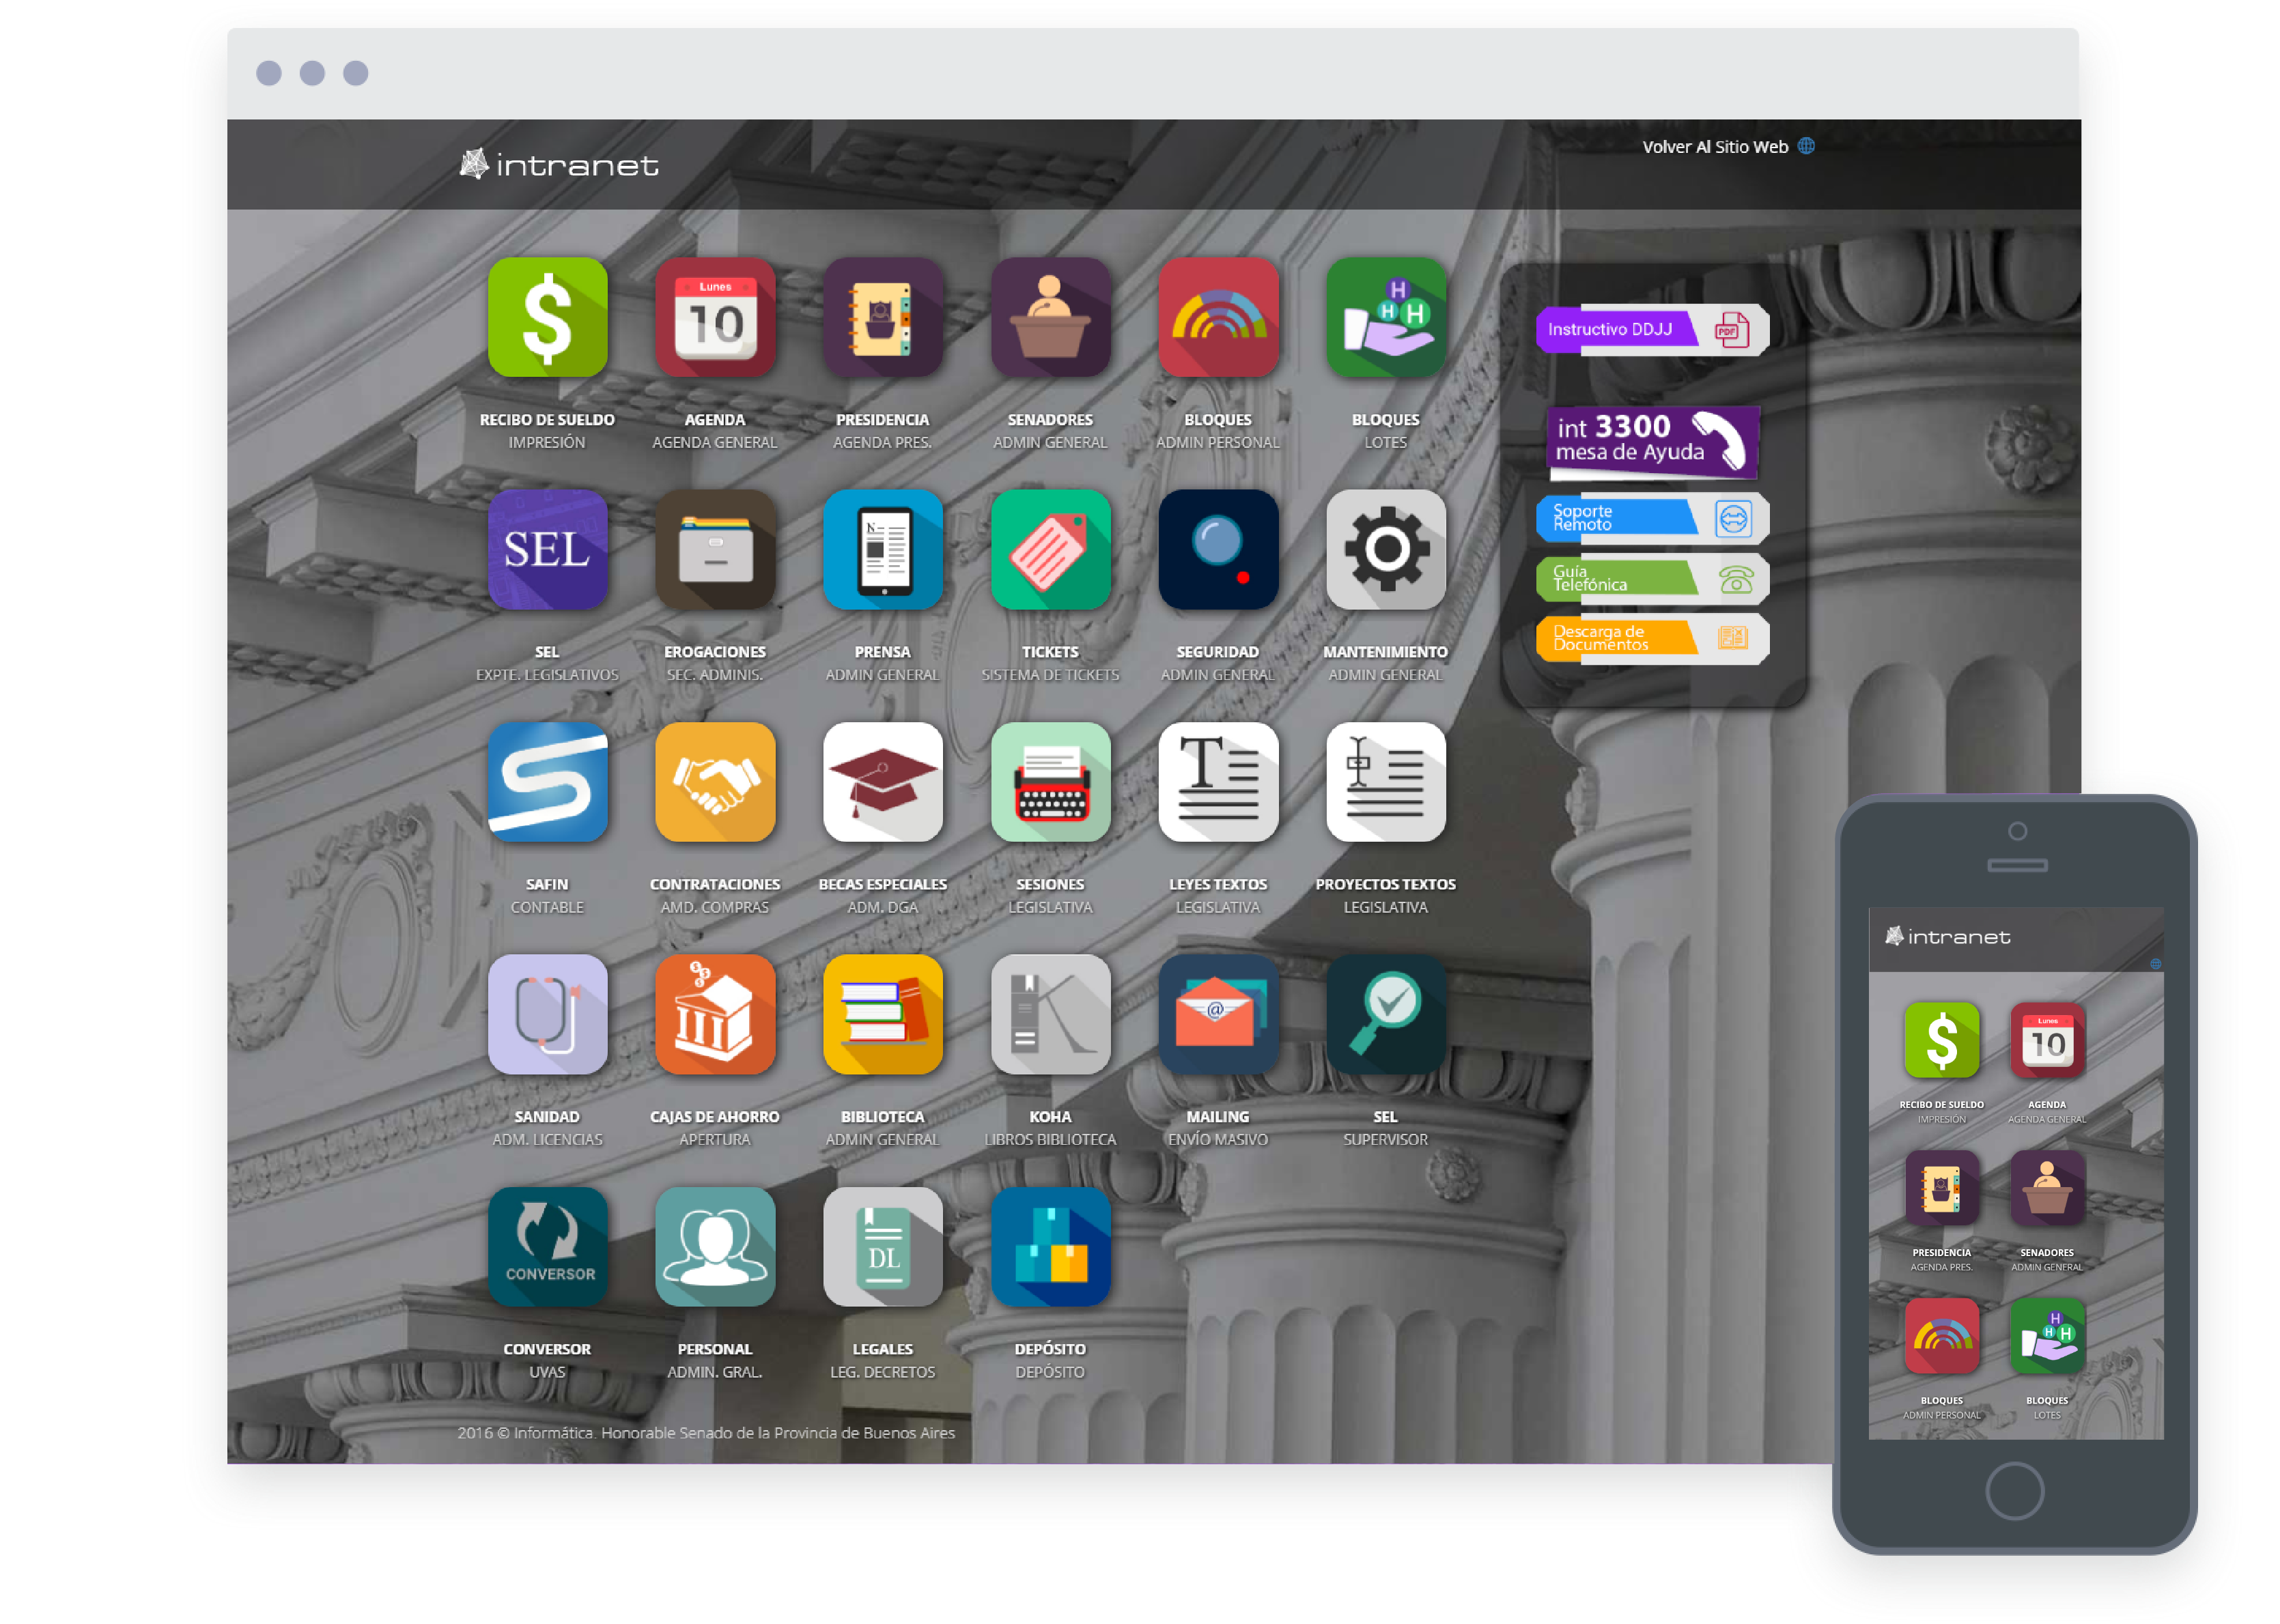 intranet
Volver Al Sitio Web
Lunes
10
H
H H
RECIBO DE SUELDO
IMPRESIÓN
AGENDA
AGENDA GENERAL
PRESIDENCIA
AGENDA PRES.
SENADORES
ADMIN GENERAL
BLOQUES
ADMIN PERSONAL
BLOQUES
LOTES
Instructivo DDJJ
PDF
int 3300
mesa de Ayuda
Soporte
Remoto
Guía
Telefónica
Descarga de
Documentos
SEL
N
SEL
EXPTE. LEGISLATIVOS
EROGACIONES
SEC. ADMINIS.
PRENSA
ADMIN GENERAL
TICKETS
SISTEMA DE TICKETS
SEGURIDAD
ADMIN GENERAL
MANTENIMIENTO
ADMIN GENERAL
T
SAFIN
CONTABLE
CONTRATACIONES
AMD. COMPRAS
BECAS ESPECIALES
ADM. DGA
SESIONES
LEGISLATIVA
LEYES TEXTOS
LEGISLATIVA
PROYECTOS TEXTOS
LEGISLATIVA
@
SANIDAD
ADM. LICENCIAS
CAJAS DE AHORRO
APERTURA
BIBLIOTECA
ADMIN GENERAL
KOHA
LIBROS BIBLIOTECA
MAILING
ENVÍO MASIVO
SEL
SUPERVISOR
CONVERSOR
DL
CONVERSOR
UVAS
PERSONAL
ADMIN. GRAL.
LEGALES
LEG. DECRETOS
DEPÓSITO
DEPÓSITO
2016 © Informática. Honorable Senado de la Provincia de Buenos Aires
intranet
Lunes
10
RECIBO DE SUELDO
IMPRESIÓN
AGENDA
AGENDA GENERAL
PRESIDENCIA
AGENDA PRES.
SENADORES
ADMIN GENERAL
H
H H
BLOQUES
ADMIN PERSONAL
BLOQUES
LOTES